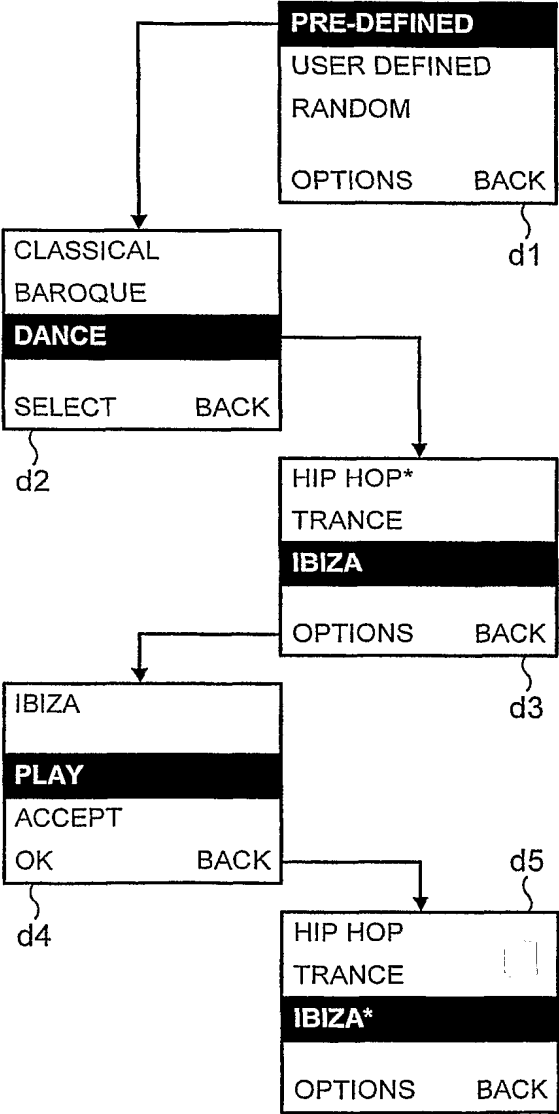 PRE-DEFINED
USER DEFINED
RANDOM
OPTIONS BACK
d1
CLASSICAL
BAROQUE
DANCE
SELECT BACK
d2
HIP HOP*
TRANCE
IBIZA
OPTIONS BACK
d3
IBIZA
PLAY
ACCEPT
OK BACK
d4
d5
HIP HOP
TRANCE
IBIZA*
OPTIONS BACK